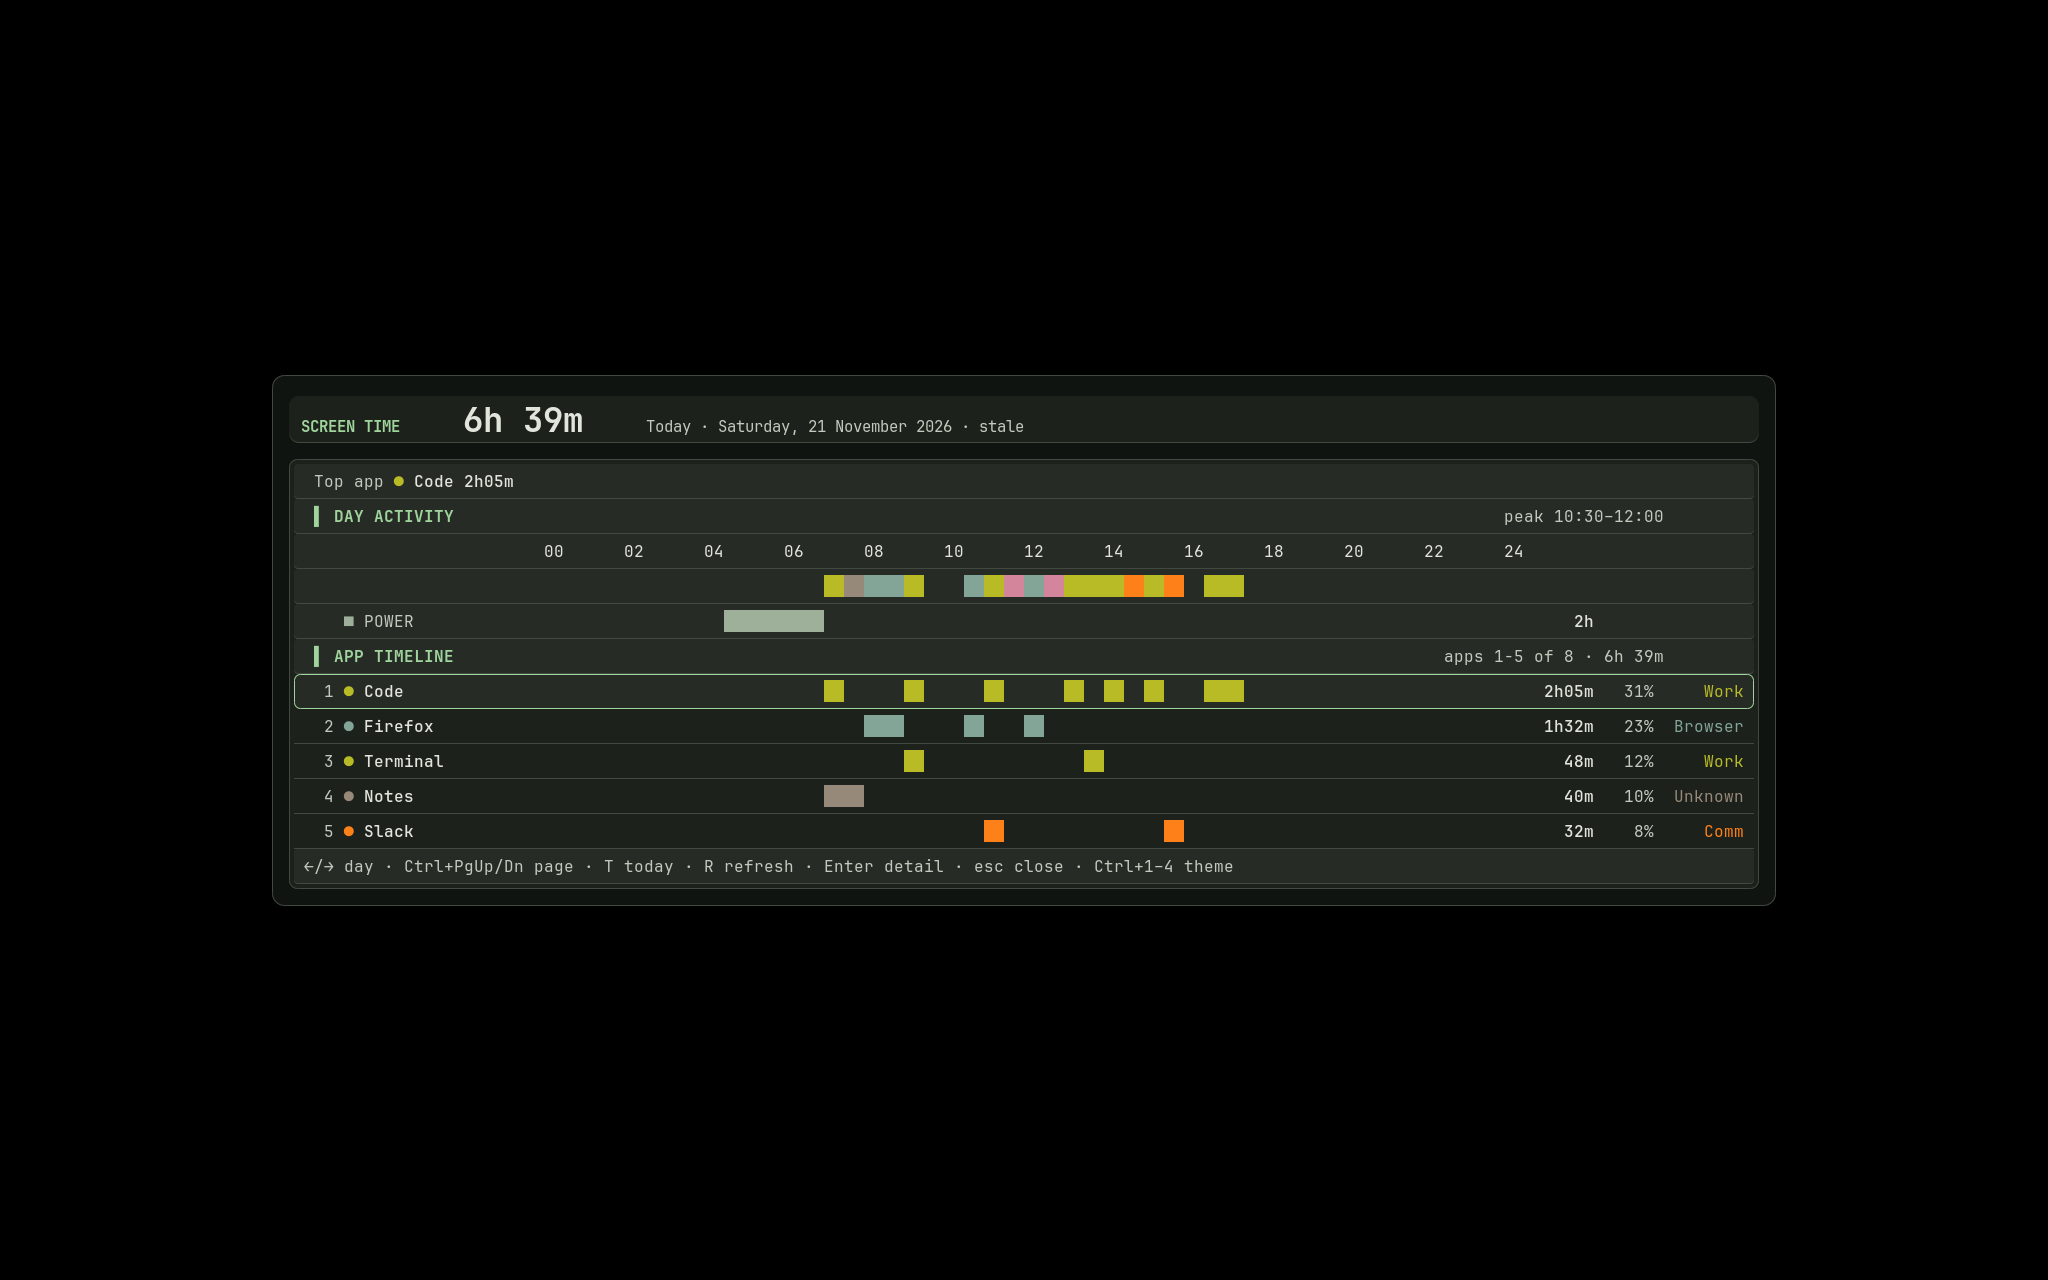 SCREEN TIME 6h 39m Today · Saturday, 21 November 2026 · stale
Top app ● Code 2h05m
DAY ACTIVITY peak 10:30–12:00
00 02 04 06 08 10 12 14 16 18 20 22 24
■ POWER 2h
APP TIMELINE apps 1-5 of 8 · 6h 39m
1 ● Code 2h05m 31% Work
2 ● Firefox 1h32m 23% Browser
3 ● Terminal 48m 12% Work
4 ● Notes 40m 10% Unknown
5 ● Slack 32m 8% Comm
←/→ day · Ctrl+PgUp/Dn page · T today · R refresh · Enter detail · esc close · Ctrl+1–4 theme